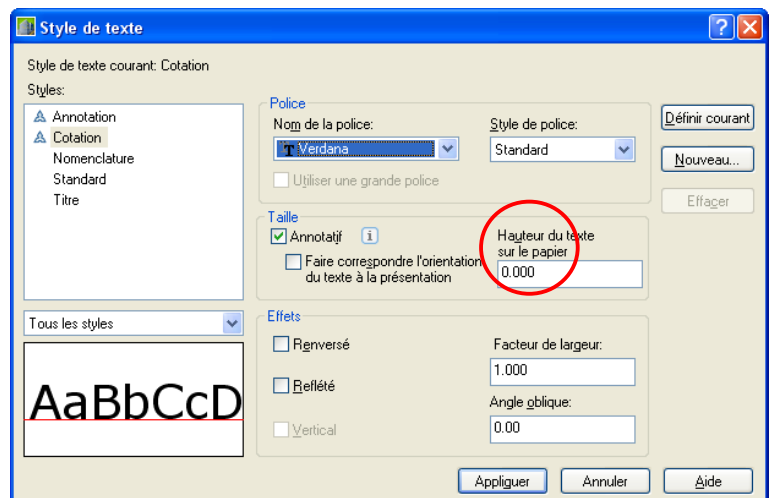 Style de texte
Style de texte courant: Cotation
Styles:
Annotation
Cotation
Nomenclature
Standard
Titre
Tous les styles
AaBbCcD
Police
Nom de la police:
Verdana
Style de police:
Standard
Utiliser une grande police
Taille
Annotatif
Faire correspondre l'orientation
du texte à la présentation
Hauteur du texte
sur le papier
0.000
Effets
Renversé
Reflété
Vertical
Facteur de largeur:
1.000
Angle oblique:
0.00
Définir courant
Nouveau...
Effacer
Appliquer
Annuler
Aide